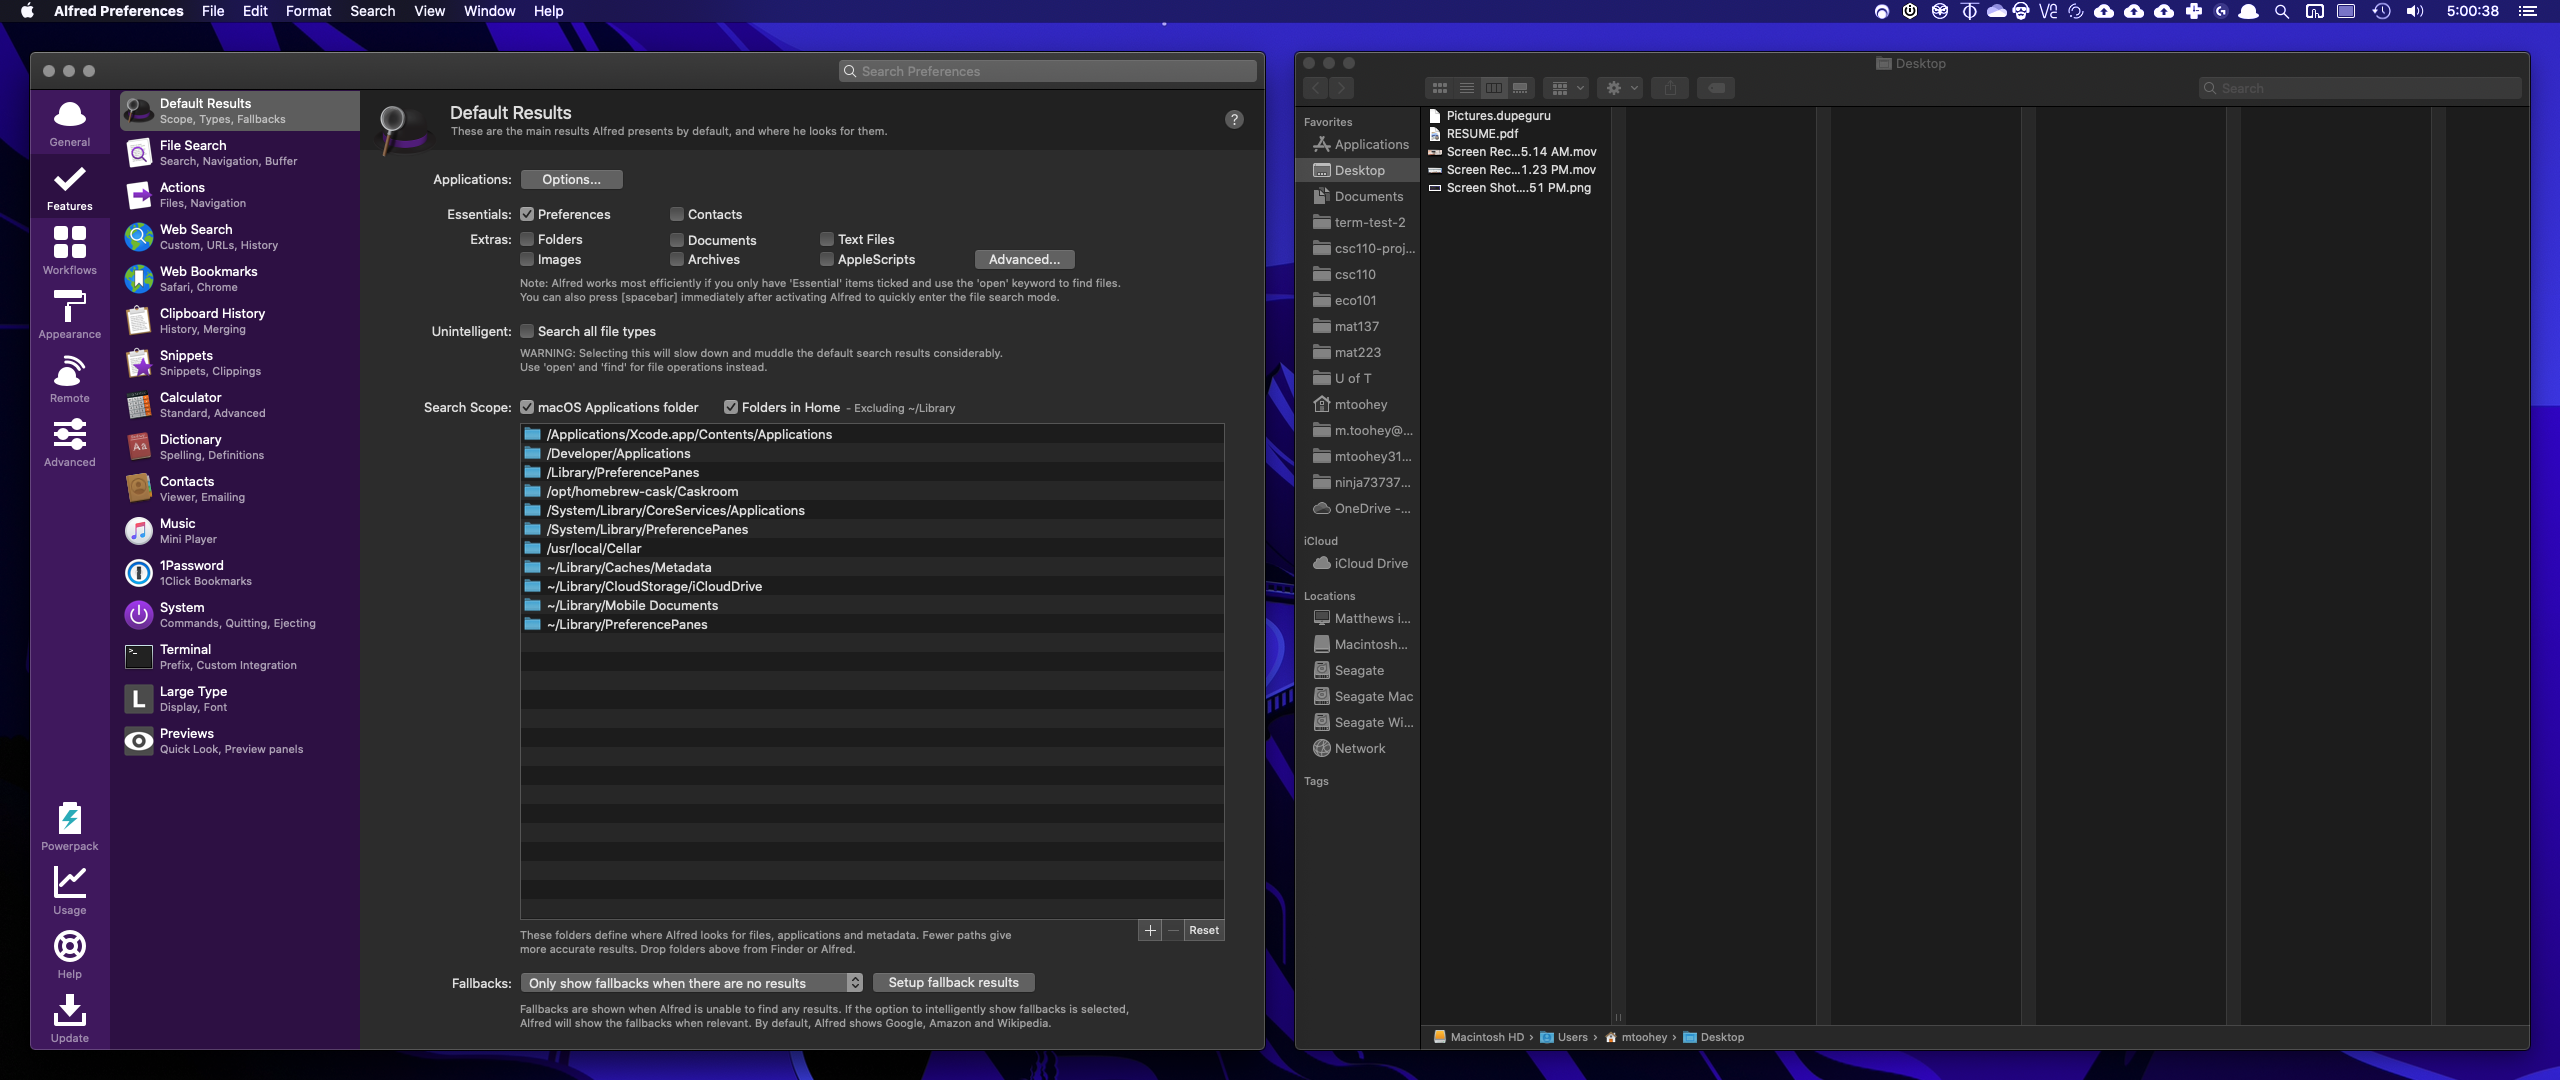 Alfred Preferences File Edit Format Search View Window Help
5:00:38
Search Preferences
General
Features
Workflows
Appearance
Remote
Advanced
Powerpack
Usage
Help
Update
Default Results
Scope, Types, Fallbacks
File Search
Search, Navigation, Buffer
Actions
Files, Navigation
Web Search
Custom, URLs, History
Web Bookmarks
Safari, Chrome
Clipboard History
History, Merging
Snippets
Snippets, Clippings
Calculator
Standard, Advanced
Dictionary
Spelling, Definitions
Contacts
Viewer, Emailing
Music
Mini Player
1Password
1Click Bookmarks
System
Commands, Quitting, Ejecting
Terminal
Prefix, Custom Integration
Large Type
Display, Font
Previews
Quick Look, Preview panels
Default Results
These are the main results Alfred presents by default, and where he looks for them.
?
Applications: Options...
Essentials: Preferences Contacts
Extras: Folders Documents Text Files
Images Archives AppleScripts Advanced...
Note: Alfred works most efficiently if you only have 'Essential' items ticked and use the 'open' keyword to find files.
You can also press [spacebar] immediately after activating Alfred to quickly enter the file search mode.
Unintelligent: Search all file types
WARNING: Selecting this will slow down and muddle the default search results considerably.
Use 'open' and 'find' for file operations instead.
Search Scope: macOS Applications folder Folders in Home - Excluding ~/Library
/Applications/Xcode.app/Contents/Applications
/Developer/Applications
/Library/PreferencePanes
/opt/homebrew-cask/Caskroom
/System/Library/CoreServices/Applications
/System/Library/PreferencePanes
/usr/local/Cellar
~/Library/Caches/Metadata
~/Library/CloudStorage/iCloudDrive
~/Library/Mobile Documents
~/Library/PreferencePanes
Reset
These folders define where Alfred looks for files, applications and metadata. Fewer paths give
more accurate results. Drop folders above from Finder or Alfred.
Fallbacks: Only show fallbacks when there are no results Setup fallback results
Fallbacks are shown when Alfred is unable to find any results. If the option to intelligently show fallbacks is selected,
Alfred will show the fallbacks when relevant. By default, Alfred shows Google, Amazon and Wikipedia.
Desktop
Search
Favorites
Applications
Desktop
Documents
term-test-2
csc110-proj...
csc110
eco101
mat137
mat223
U of T
mtoohey
m.toohey@...
mtoohey31...
ninja73737...
OneDrive -...
iCloud
iCloud Drive
Locations
Matthews i...
Macintosh...
Seagate
Seagate Mac
Seagate Wi...
Network
Tags
Pictures.dupeguru
RESUME.pdf
Screen Rec...5.14 AM.mov
Screen Rec...1.23 PM.mov
Screen Shot....51 PM.png
Macintosh HD › Users › mtoohey › Desktop